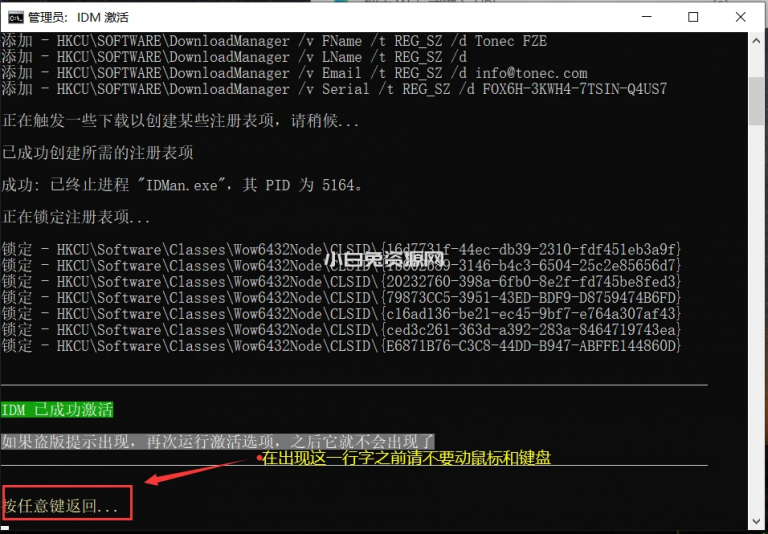 管理员: IDM 激活
添加 - HKCU\SOFTWARE\DownloadManager /v FName /t REG_SZ /d Tonec FZE
添加 - HKCU\SOFTWARE\DownloadManager /v LName /t REG_SZ /d
添加 - HKCU\SOFTWARE\DownloadManager /v Email /t REG_SZ /d info@tonec.com
添加 - HKCU\SOFTWARE\DownloadManager /v Serial /t REG_SZ /d FOX6H-3KWH4-7TSIN-Q4US7
正在触发一些下载以创建某些注册表项，请稍候...
已成功创建所需的注册表项
成功: 已终止进程 "IDMan.exe"，其 PID 为 5164。
正在锁定注册表项...
锁定 - HKCU\Software\Classes\Wow6432Node\CLSID\{16d7731f-44ec-db39-2310-fdf451eb3a9f}
小白兔资源网
锁定 - HKCU\Software\Classes\Wow6432Node\CLSID\
锁定 - HKCU\Software\Classes\Wow6432Node\CLSID\{20232760-398a-6fb0-8e2f-fd745be8fed3}
锁定 - HKCU\Software\Classes\Wow6432Node\CLSID\{79873CC5-3951-43ED-BDF9-D8759474B6FD}
锁定 - HKCU\Software\Classes\Wow6432Node\CLSID\{c16ad136-be21-ec45-9bf7-e764a307af43}
锁定 - HKCU\Software\Classes\Wow6432Node\CLSID\{ced3c261-363d-a392-283a-8464719743ea}
锁定 - HKCU\Software\Classes\Wow6432Node\CLSID\{E6871B76-C3C8-44DD-B947-ABFFE144860D}
IDM 已成功激活
如果盗版提示出现，再次运行激活选项，之后它就不会出现了
在出现这一行字之前请不要动鼠标和键盘
按任意键返回...